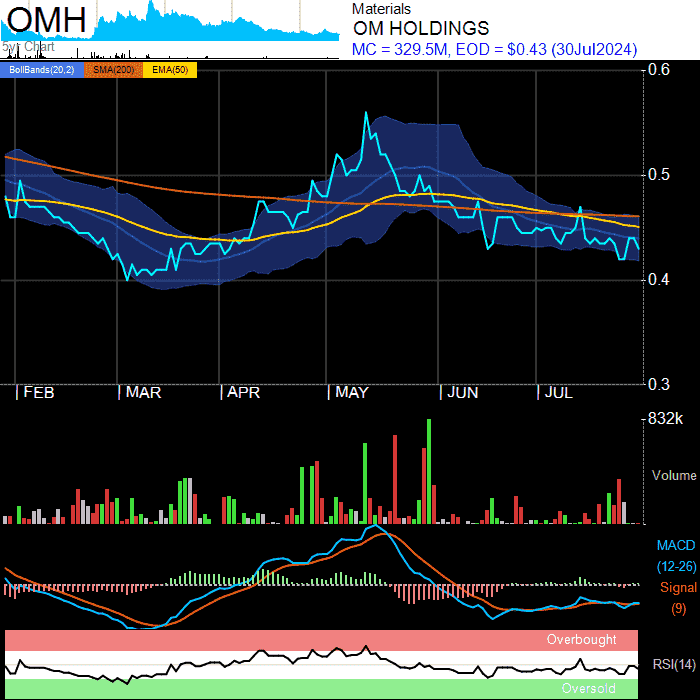 OMH
5yr Chart
Materials
OM HOLDINGS
MC = 329.5M, EOD = $0.43 (30Jul2024)
BollBands(20,2) SMA(200) EMA(50)
0.6
0.5
0.4
0.3
FEB MAR APR MAY JUN JUL
832k
Volume
MACD
(12-26)
Signal
(9)
Overbought
RSI(14)
Oversold